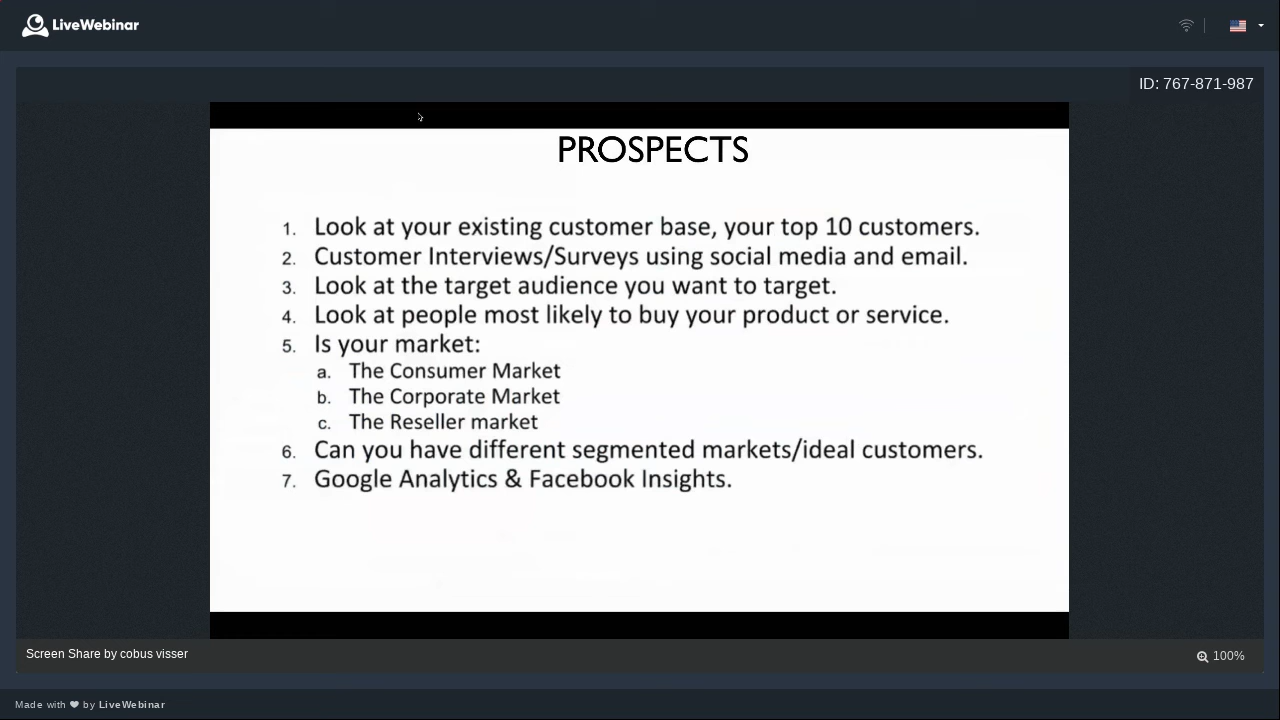 LiveWebinar
ID: 767-871-987
PROSPECTS
1. Look at your existing customer base, your top 10 customers.
2. Customer Interviews/Surveys using social media and email.
3. Look at the target audience you want to target.
4. Look at people most likely to buy your product or service.
5. Is your market:
a. The Consumer Market
b. The Corporate Market
c. The Reseller market
6. Can you have different segmented markets/ideal customers.
7. Google Analytics & Facebook Insights.
Screen Share by cobus visser
100%
Made with ❤ by LiveWebinar